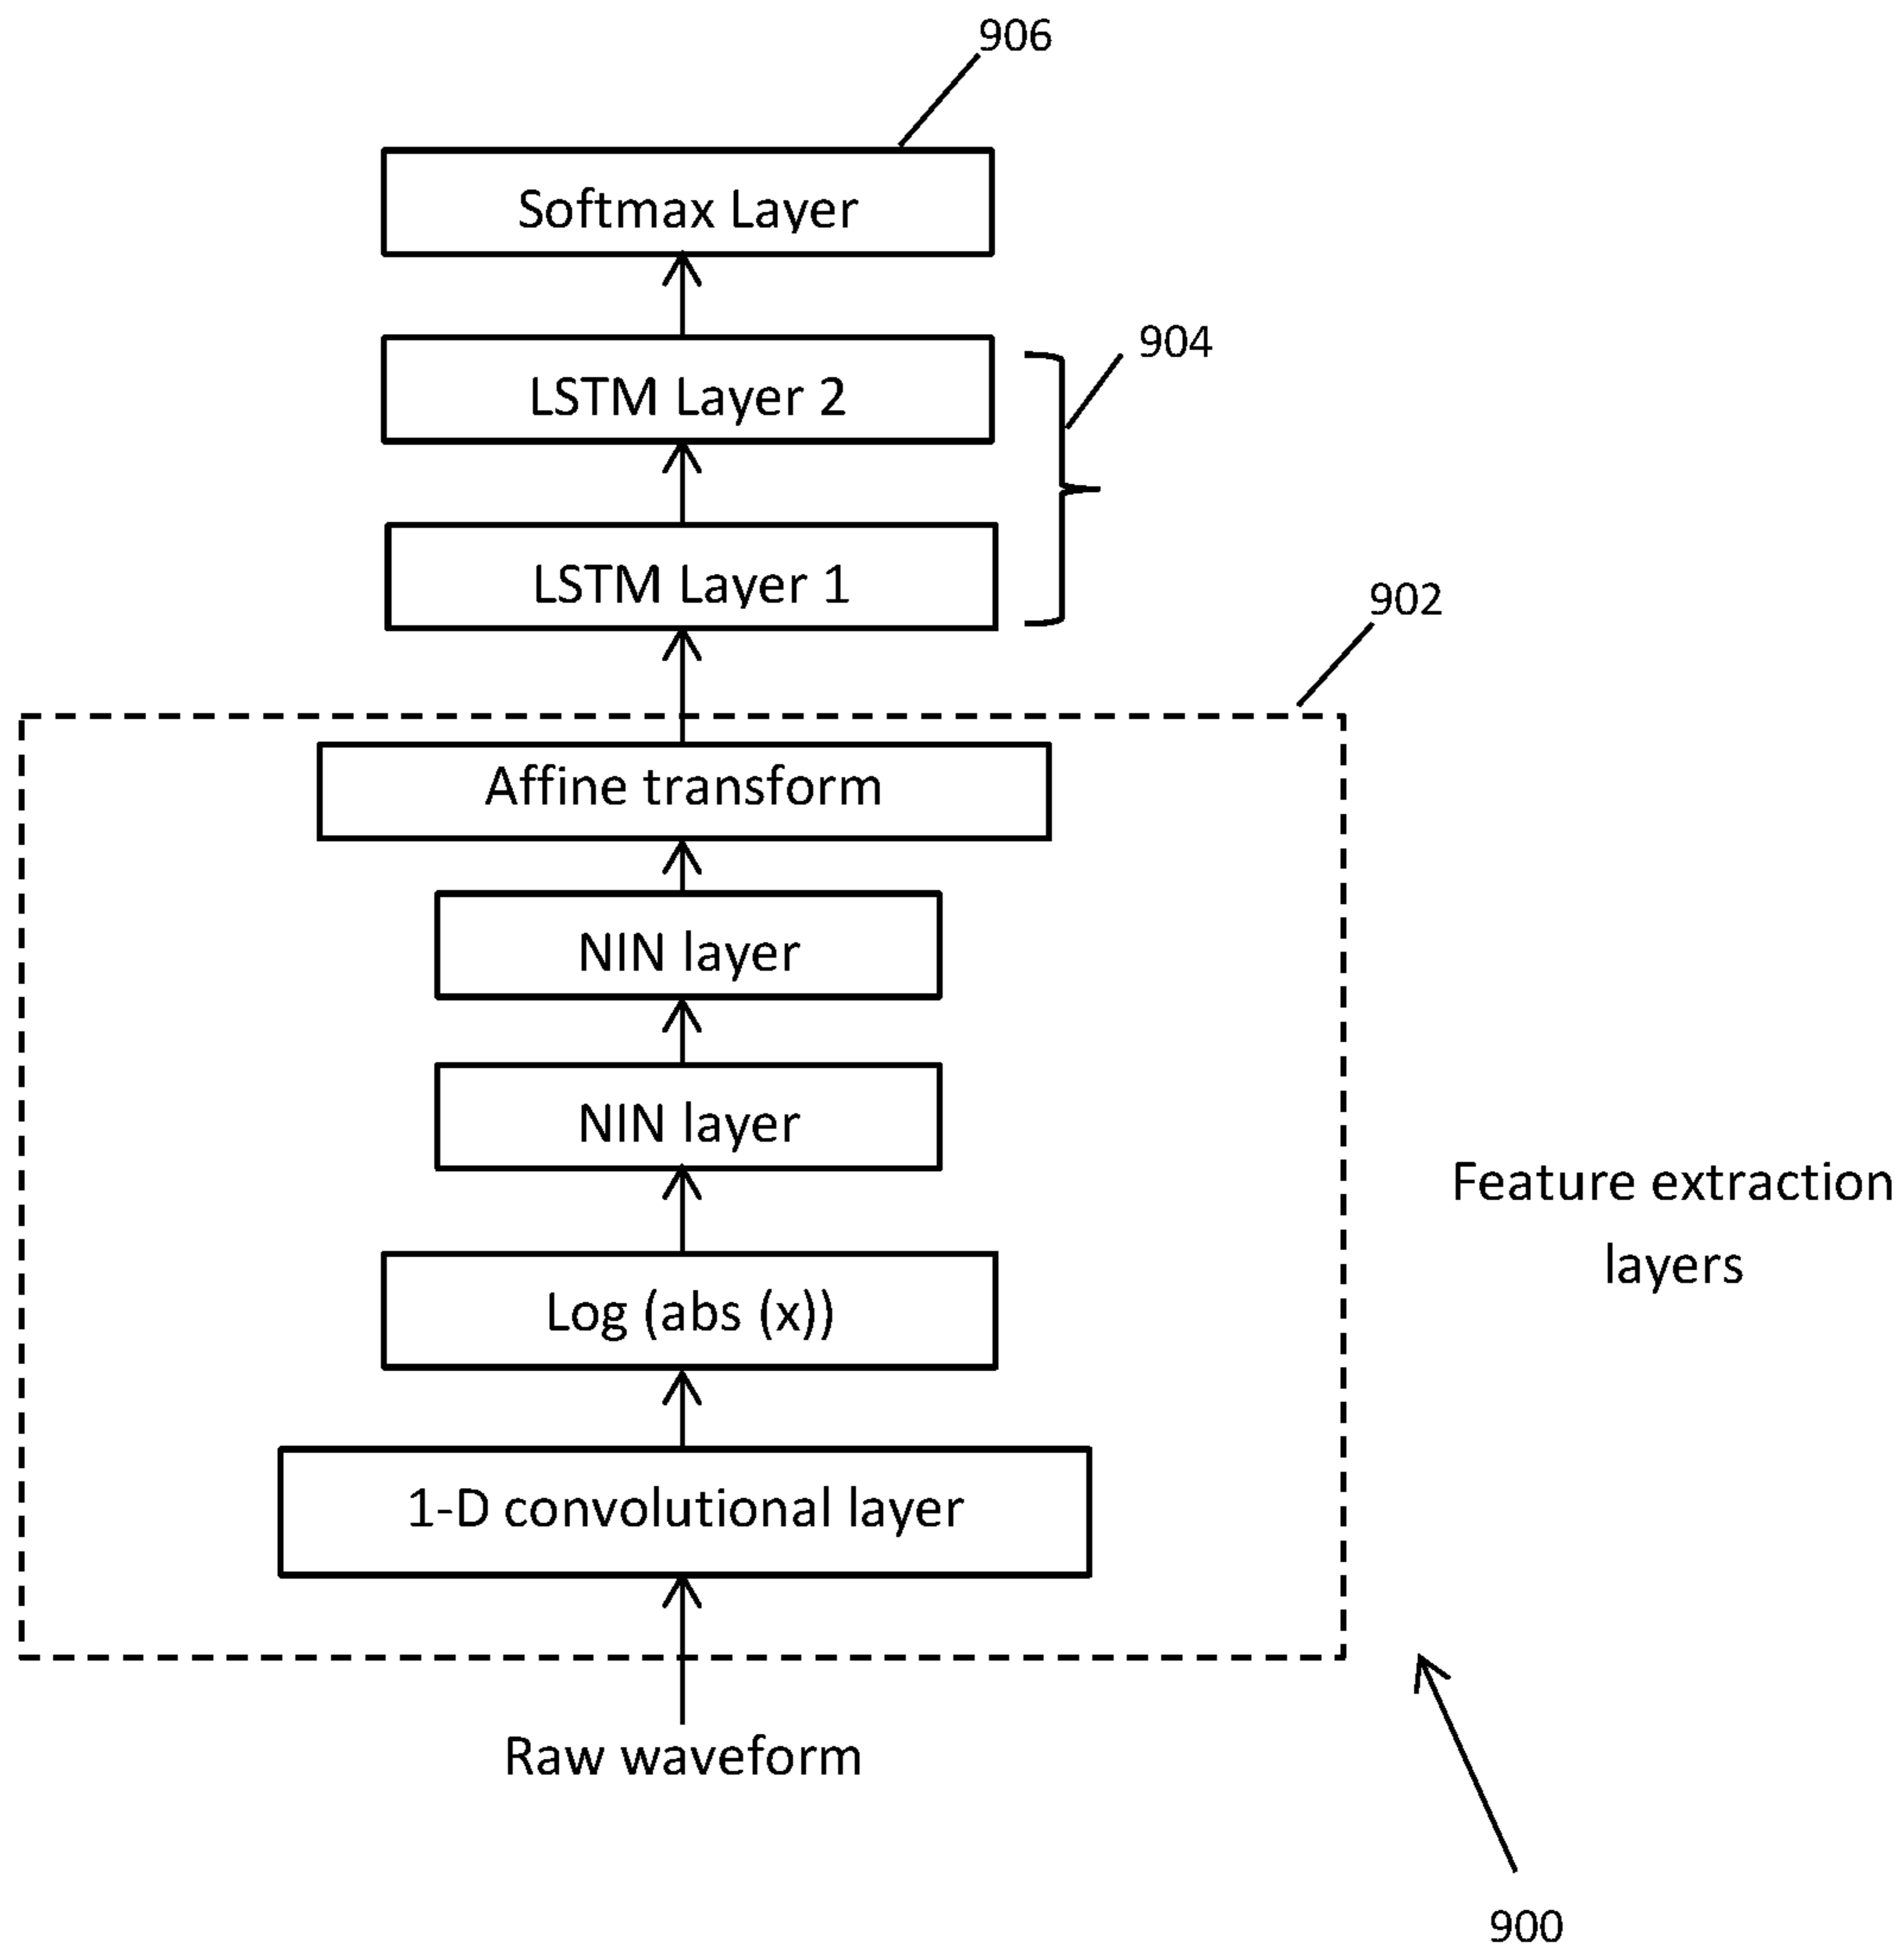 906
Softmax Layer
904
LSTM Layer 2
LSTM Layer 1
902
Affine transform
NIN layer
NIN layer
Feature extraction
layers
Log (abs (x))
1-D convolutional layer
Raw waveform
900